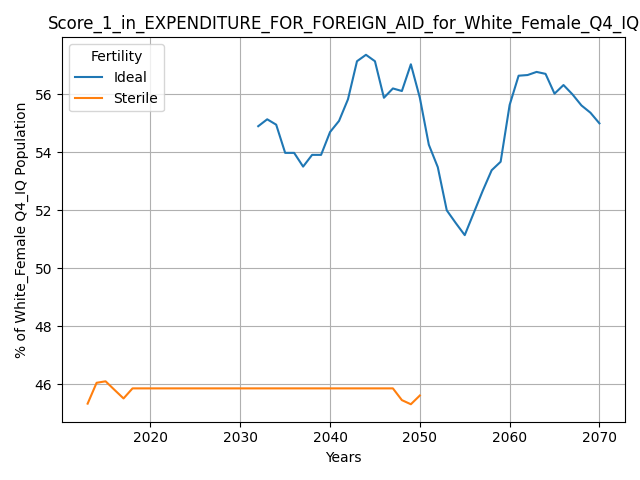 Score_1_in_EXPENDITURE_FOR_FOREIGN_AID_for_White_Female_Q4_IQ
Fertility
Ideal
Sterile
% of White_Female Q4_IQ Population
56
54
52
50
48
46
2020
2030
2040
2050
2060
2070
Years